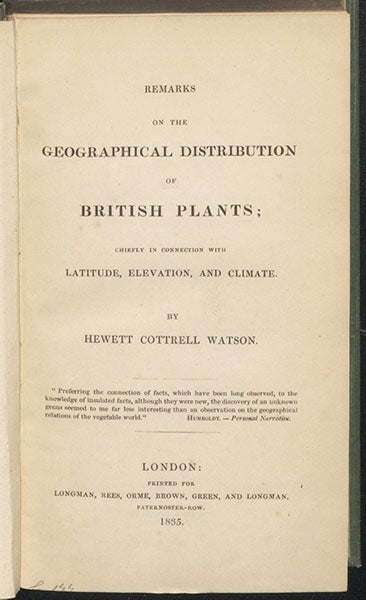 REMARKS
ON THE
GEOGRAPHICAL DISTRIBUTION
OF
BRITISH PLANTS;
CHIEFLY IN CONNECTION WITH
LATITUDE, ELEVATION, AND CLIMATE.
BY
HEWETT COTTRELL WATSON.
"Preferring the connection of facts, which have been long observed, to the
knowledge of insulated facts, although they were new, the discovery of an unknown
genus seemed to me far less interesting than an observation on the geographical
relations of the vegetable world." HUMBOLDT. — Personal Narrative.
LONDON:
PRINTED FOR
LONGMAN, REES, ORME, BROWN, GREEN, AND LONGMAN,
PATERNOSTER-ROW.
1835.